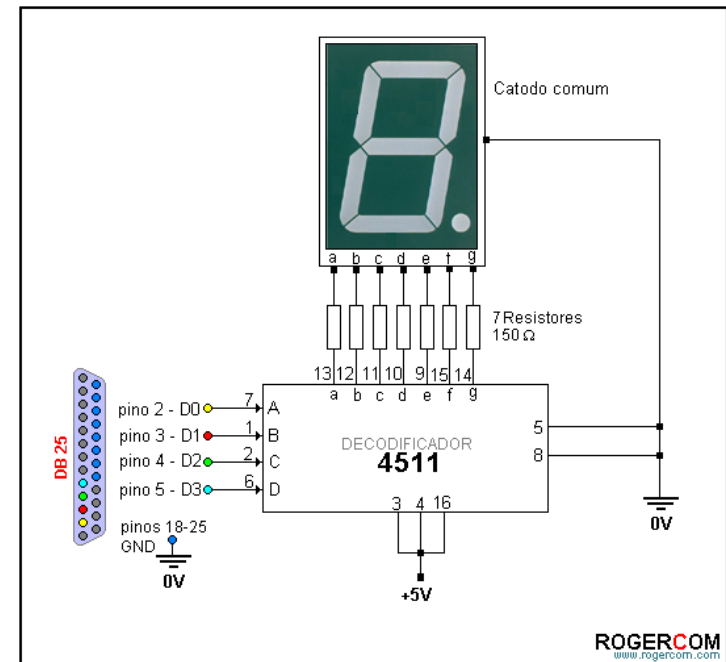 Catodo comum
a b c d e f g
7 Resistores
150 Ω
13 12 11 10 9 15 14
a b c d e f g
DB 25
pino 2 - D0 7 A
pino 3 - D1 1 B
pino 4 - D2 2 C
pino 5 - D3 6 D
DECODIFICADOR
4511
5
8
3 4 16
pinos 18-25
GND
0V
+5V
0V
ROGERCOM
www.rogercom.com